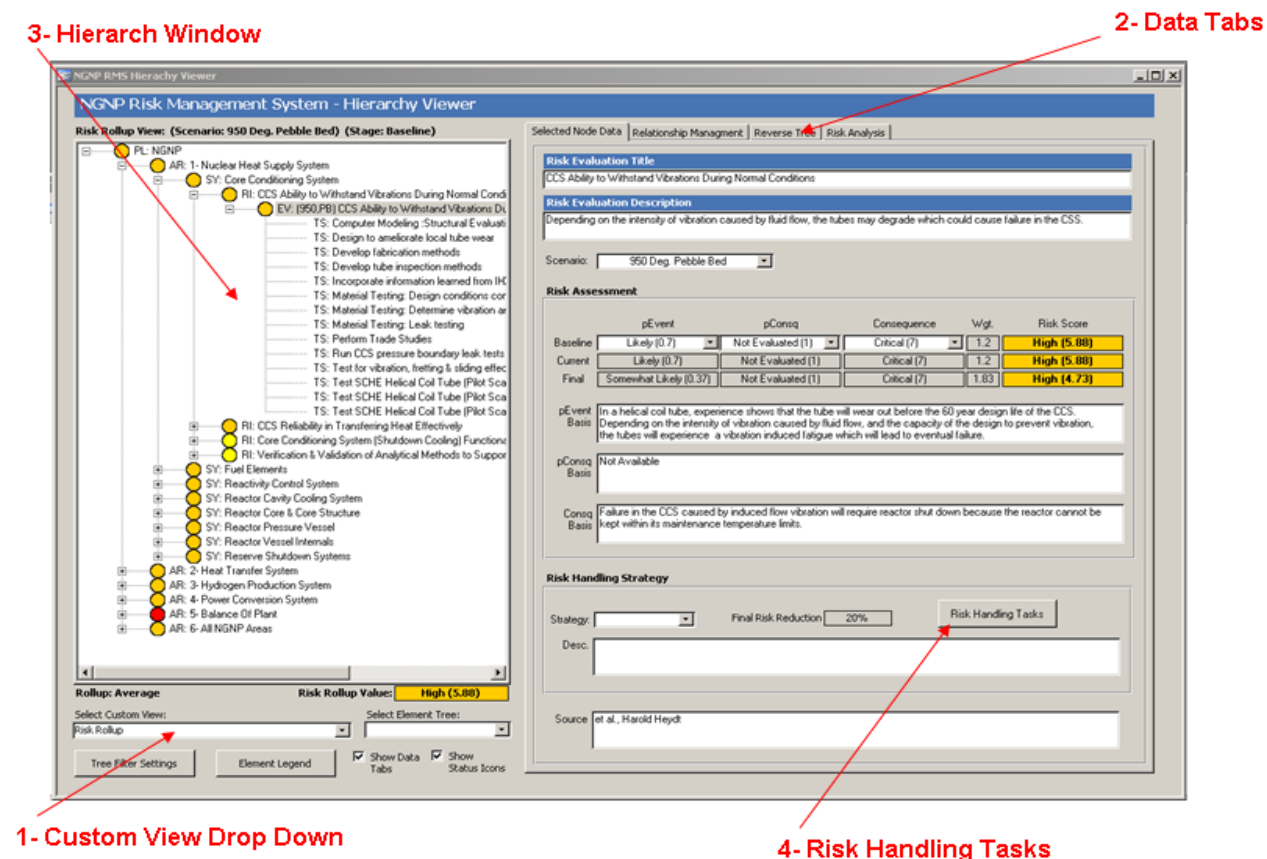 3- Hierarch Window
2- Data Tabs
NGNP RMS Hierachy Viewer
NGNP Risk Management System - Hierarchy Viewer
Risk Rollup View: (Scenario: 950 Deg. Pebble Bed) (Stage: Baseline)
PL: NGNP
AR: 1- Nuclear Heat Supply System
SY: Core Conditioning System
RI: CCS Ability to Withstand Vibrations During Normal Condi
EV: (950,PB) CCS Ability to Withstand Vibrations Du
TS: Computer Modeling :Structural Evaluati
TS: Design to ameliorate local tube wear
TS: Develop fabrication methods
TS: Develop tube inspection methods
TS: Incorporate information learned from IHX
TS: Material Testing: Design conditions cor
TS: Material Testing: Determine vibration ar
TS: Material Testing: Leak testing
TS: Perform Trade Studies
TS: Run CCS pressure boundary leak tests
TS: Test for vibration, fretting & sliding effec
TS: Test SCHE Helical Coil Tube (Pilot Sca
TS: Test SCHE Helical Coil Tube (Pilot Sca
TS: Test SCHE Helical Coil Tube (Pilot Sca
RI: CCS Reliability in Transferring Heat Effectively
RI: Core Conditioning System (Shutdown Cooling) Functiona
RI: Verification & Validation of Analytical Methods to Suppor
SY: Fuel Elements
SY: Reactivity Control System
SY: Reactor Cavity Cooling System
SY: Reactor Core & Core Structure
SY: Reactor Pressure Vessel
SY: Reactor Vessel Internals
SY: Reserve Shutdown Systems
AR: 2- Heat Transfer System
AR: 3- Hydrogen Production System
AR: 4- Power Conversion System
AR: 5- Balance Of Plant
AR: 6- All NGNP Areas
Rollup: Average Risk Rollup Value: High (5.88)
Select Custom View: Select Element Tree:
Risk Rollup
Tree Filter Settings Element Legend Show Data Tabs Show Status Icons
Selected Node Data Relationship Managment Reverse Tree Risk Analysis
Risk Evaluation Title
CCS Ability to Withstand Vibrations During Normal Conditions
Risk Evaluation Description
Depending on the intensity of vibration caused by fluid flow, the tubes may degrade which could cause failure in the CSS.
Scenario: 950 Deg. Pebble Bed
Risk Assessment
pEvent pConsq Consequence Wgt. Risk Score
Baseline Likely (0.7) Not Evaluated (1) Critical (7) 1.2 High (5.88)
Current Likely (0.7) Not Evaluated (1) Critical (7) 1.2 High (5.88)
Final Somewhat Likely (0.37) Not Evaluated (1) Critical (7) 1.83 High (4.73)
pEvent Basis In a helical coil tube, experience shows that the tube will wear out before the 60 year design life of the CCS.
Depending on the intensity of vibration caused by fluid flow, and the capacity of the design to prevent vibration,
the tubes will experience a vibration induced fatigue which will lead to eventual failure.
pConsq Basis Not Available
Consq Basis Failure in the CCS caused by induced flow vibration will require reactor shut down because the reactor cannot be
kept within its maintenance temperature limits.
Risk Handling Strategy
Strategy: Final Risk Reduction 20% Risk Handling Tasks
Desc.
Source et al., Harold Heydt
1- Custom View Drop Down
4- Risk Handling Tasks